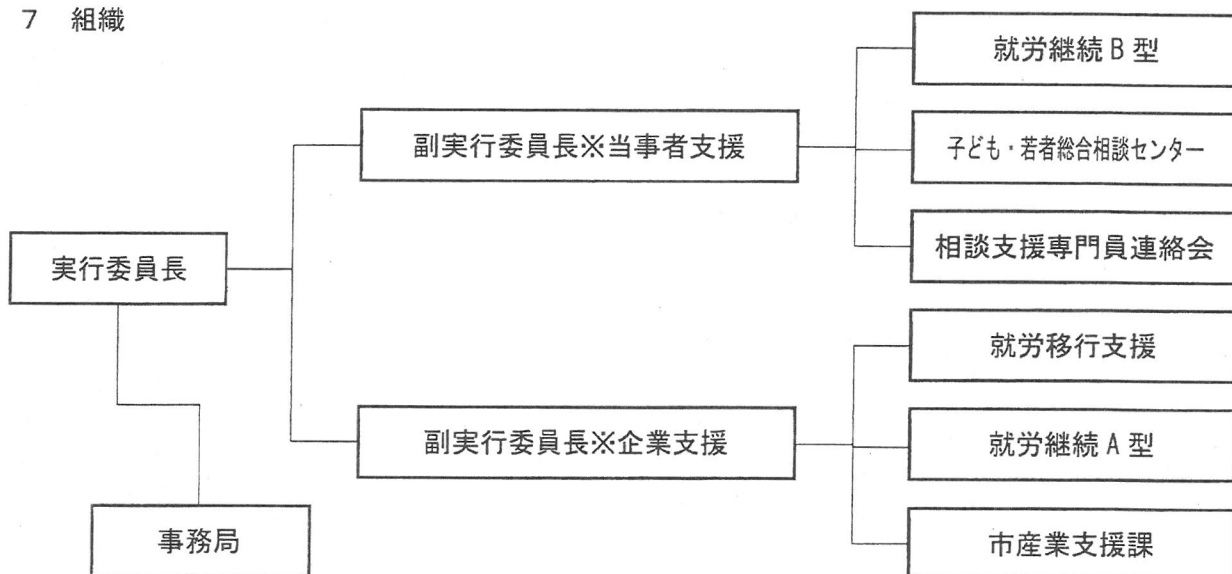 7 組織
就労継続B型
副実行委員長※当事者支援
子ども・若者総合相談センター
相談支援専門員連絡会
実行委員長
就労移行支援
副実行委員長※企業支援
就労継続A型
事務局
市産業支援課